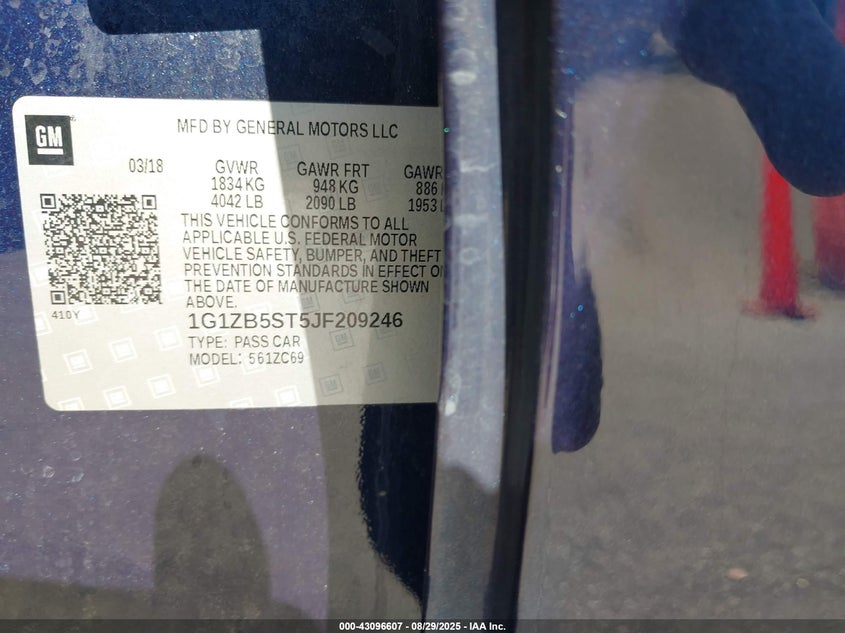 GM
MFD BY GENERAL MOTORS LLC
03/18 GVWR GAWR FRT GAWR
1834 KG 948 KG 886
4042 LB 2090 LB 1953
THIS VEHICLE CONFORMS TO ALL
APPLICABLE U.S. FEDERAL MOTOR
VEHICLE SAFETY, BUMPER, AND THEFT
PREVENTION STANDARDS IN EFFECT ON
THE DATE OF MANUFACTURE SHOWN
ABOVE.
410Y
1G1ZB5ST5JF209246
TYPE: PASS CAR
MODEL: 561ZC69
000-43096607 - 08/29/2025 - IAA Inc.